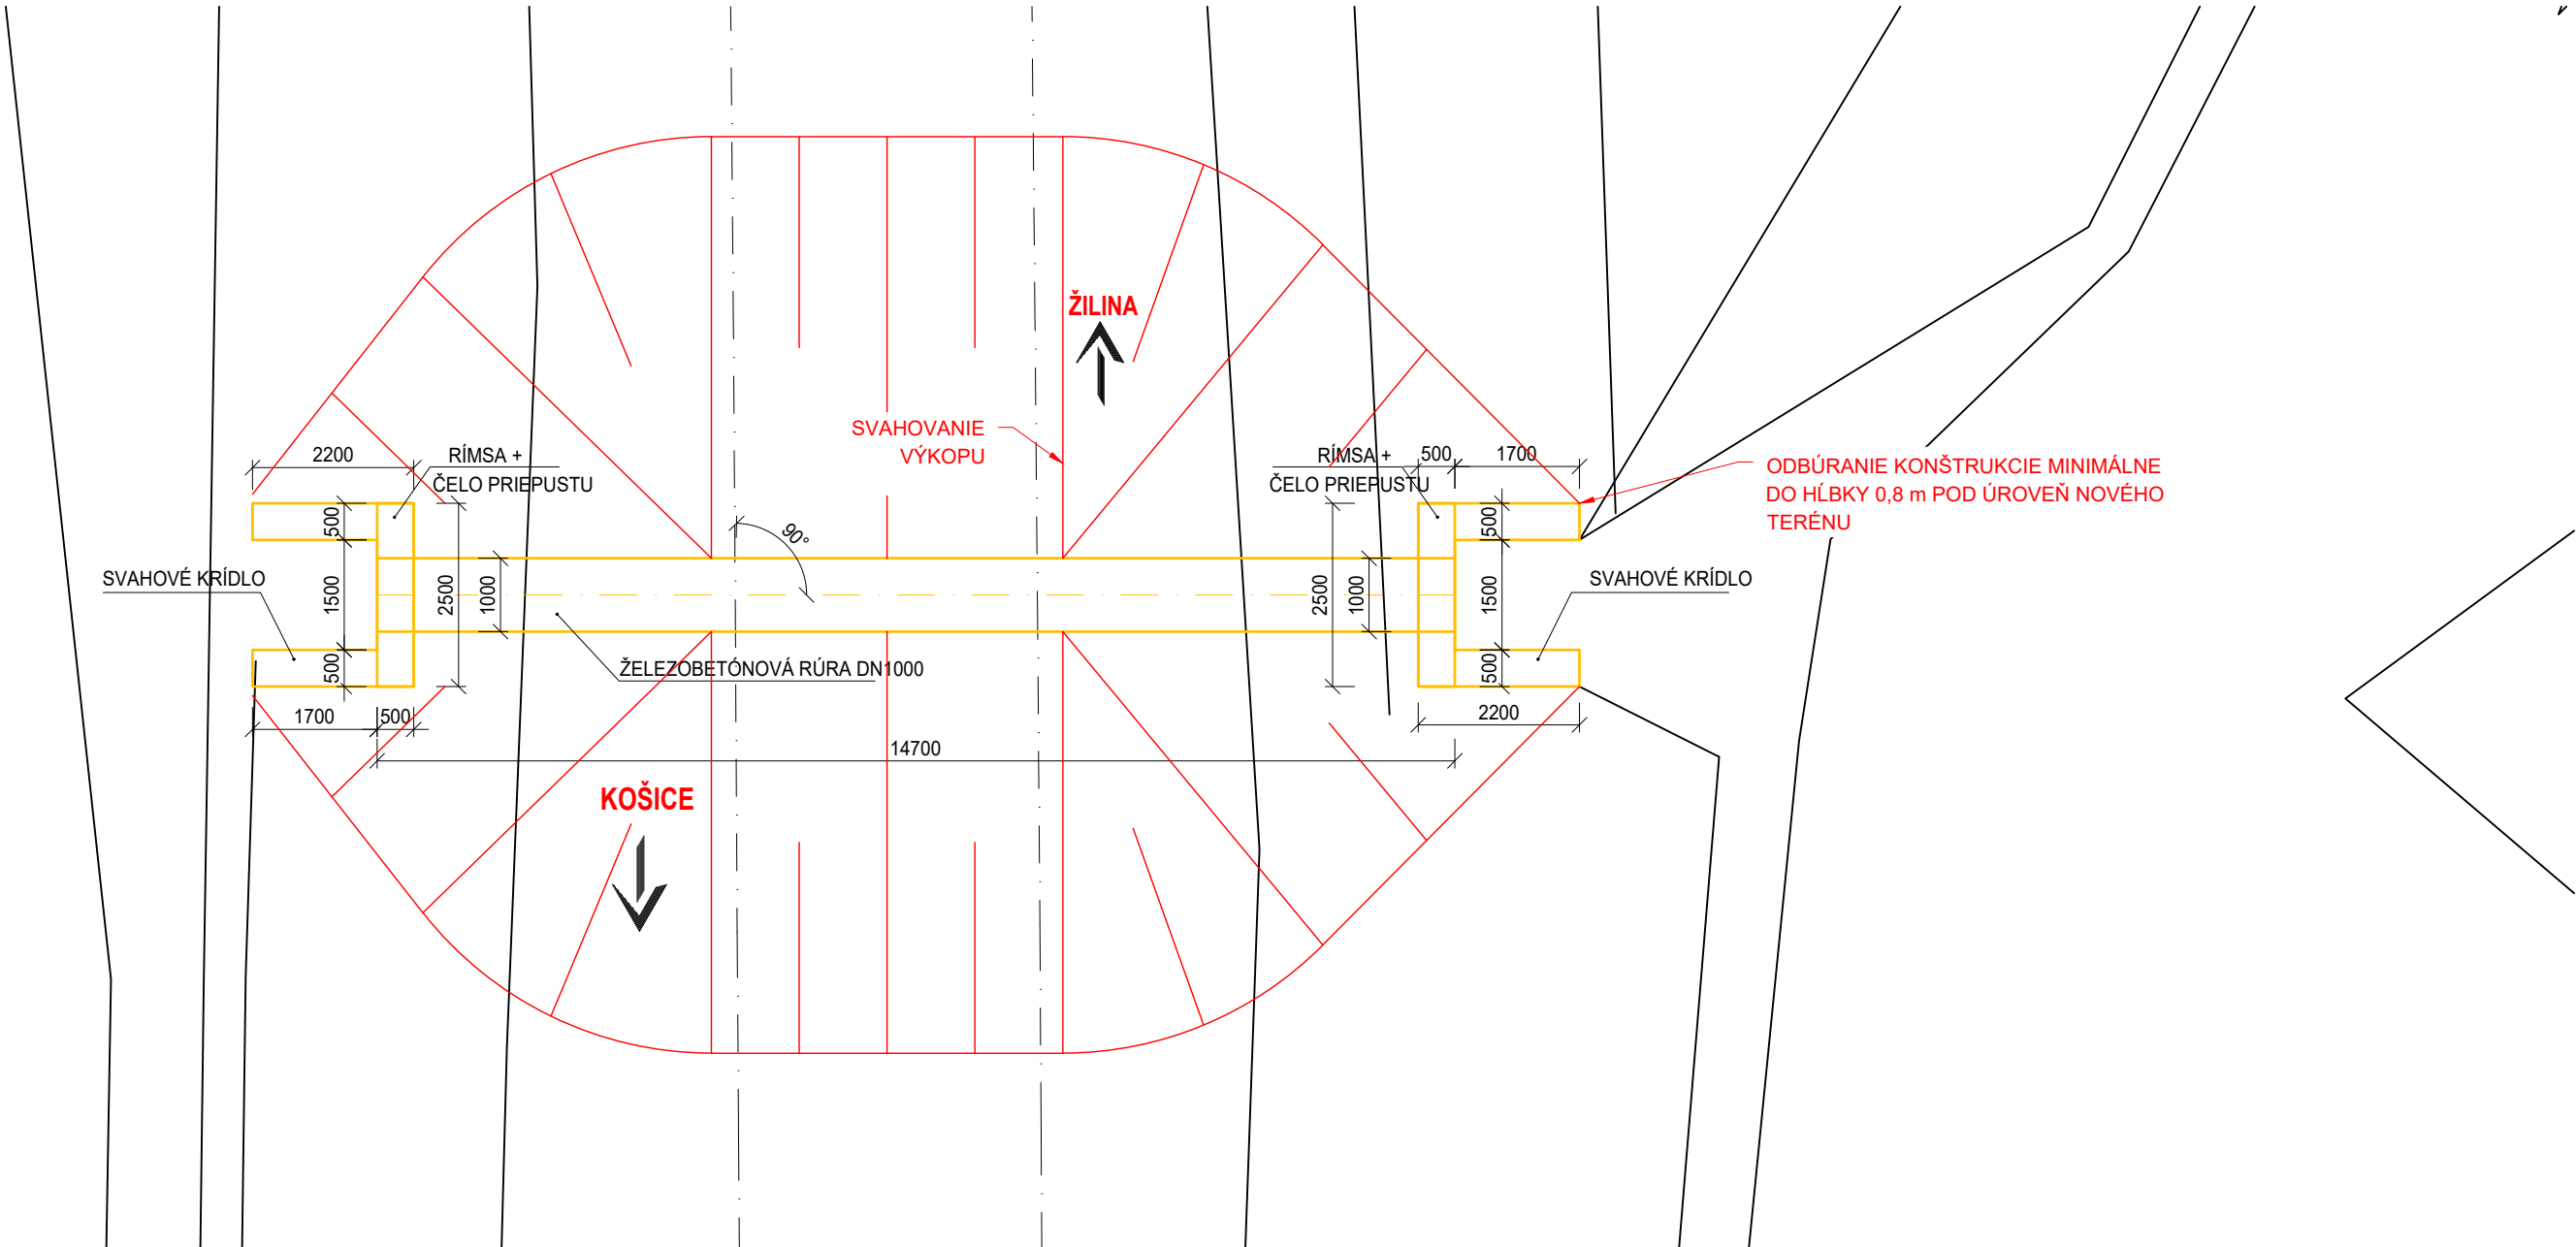 ŽILINA
SVAHOVANIE
VÝKOPU
2200
RÍMSA +
ČELO PRIEPUSTU
RÍMSA +
ČELO PRIEPUSTU
500
1700
ODBÚRANIE KONŠTRUKCIE MINIMÁLNE
DO HĹBKY 0,8 m POD ÚROVEŇ NOVÉHO
TERÉNU
500
1500
500
2500
1000
90°
2500
1000
500
1500
500
SVAHOVÉ KRÍDLO
SVAHOVÉ KRÍDLO
ŽELEZOBETÓNOVÁ RÚRA DN1000
1700
500
2200
14700
KOŠICE